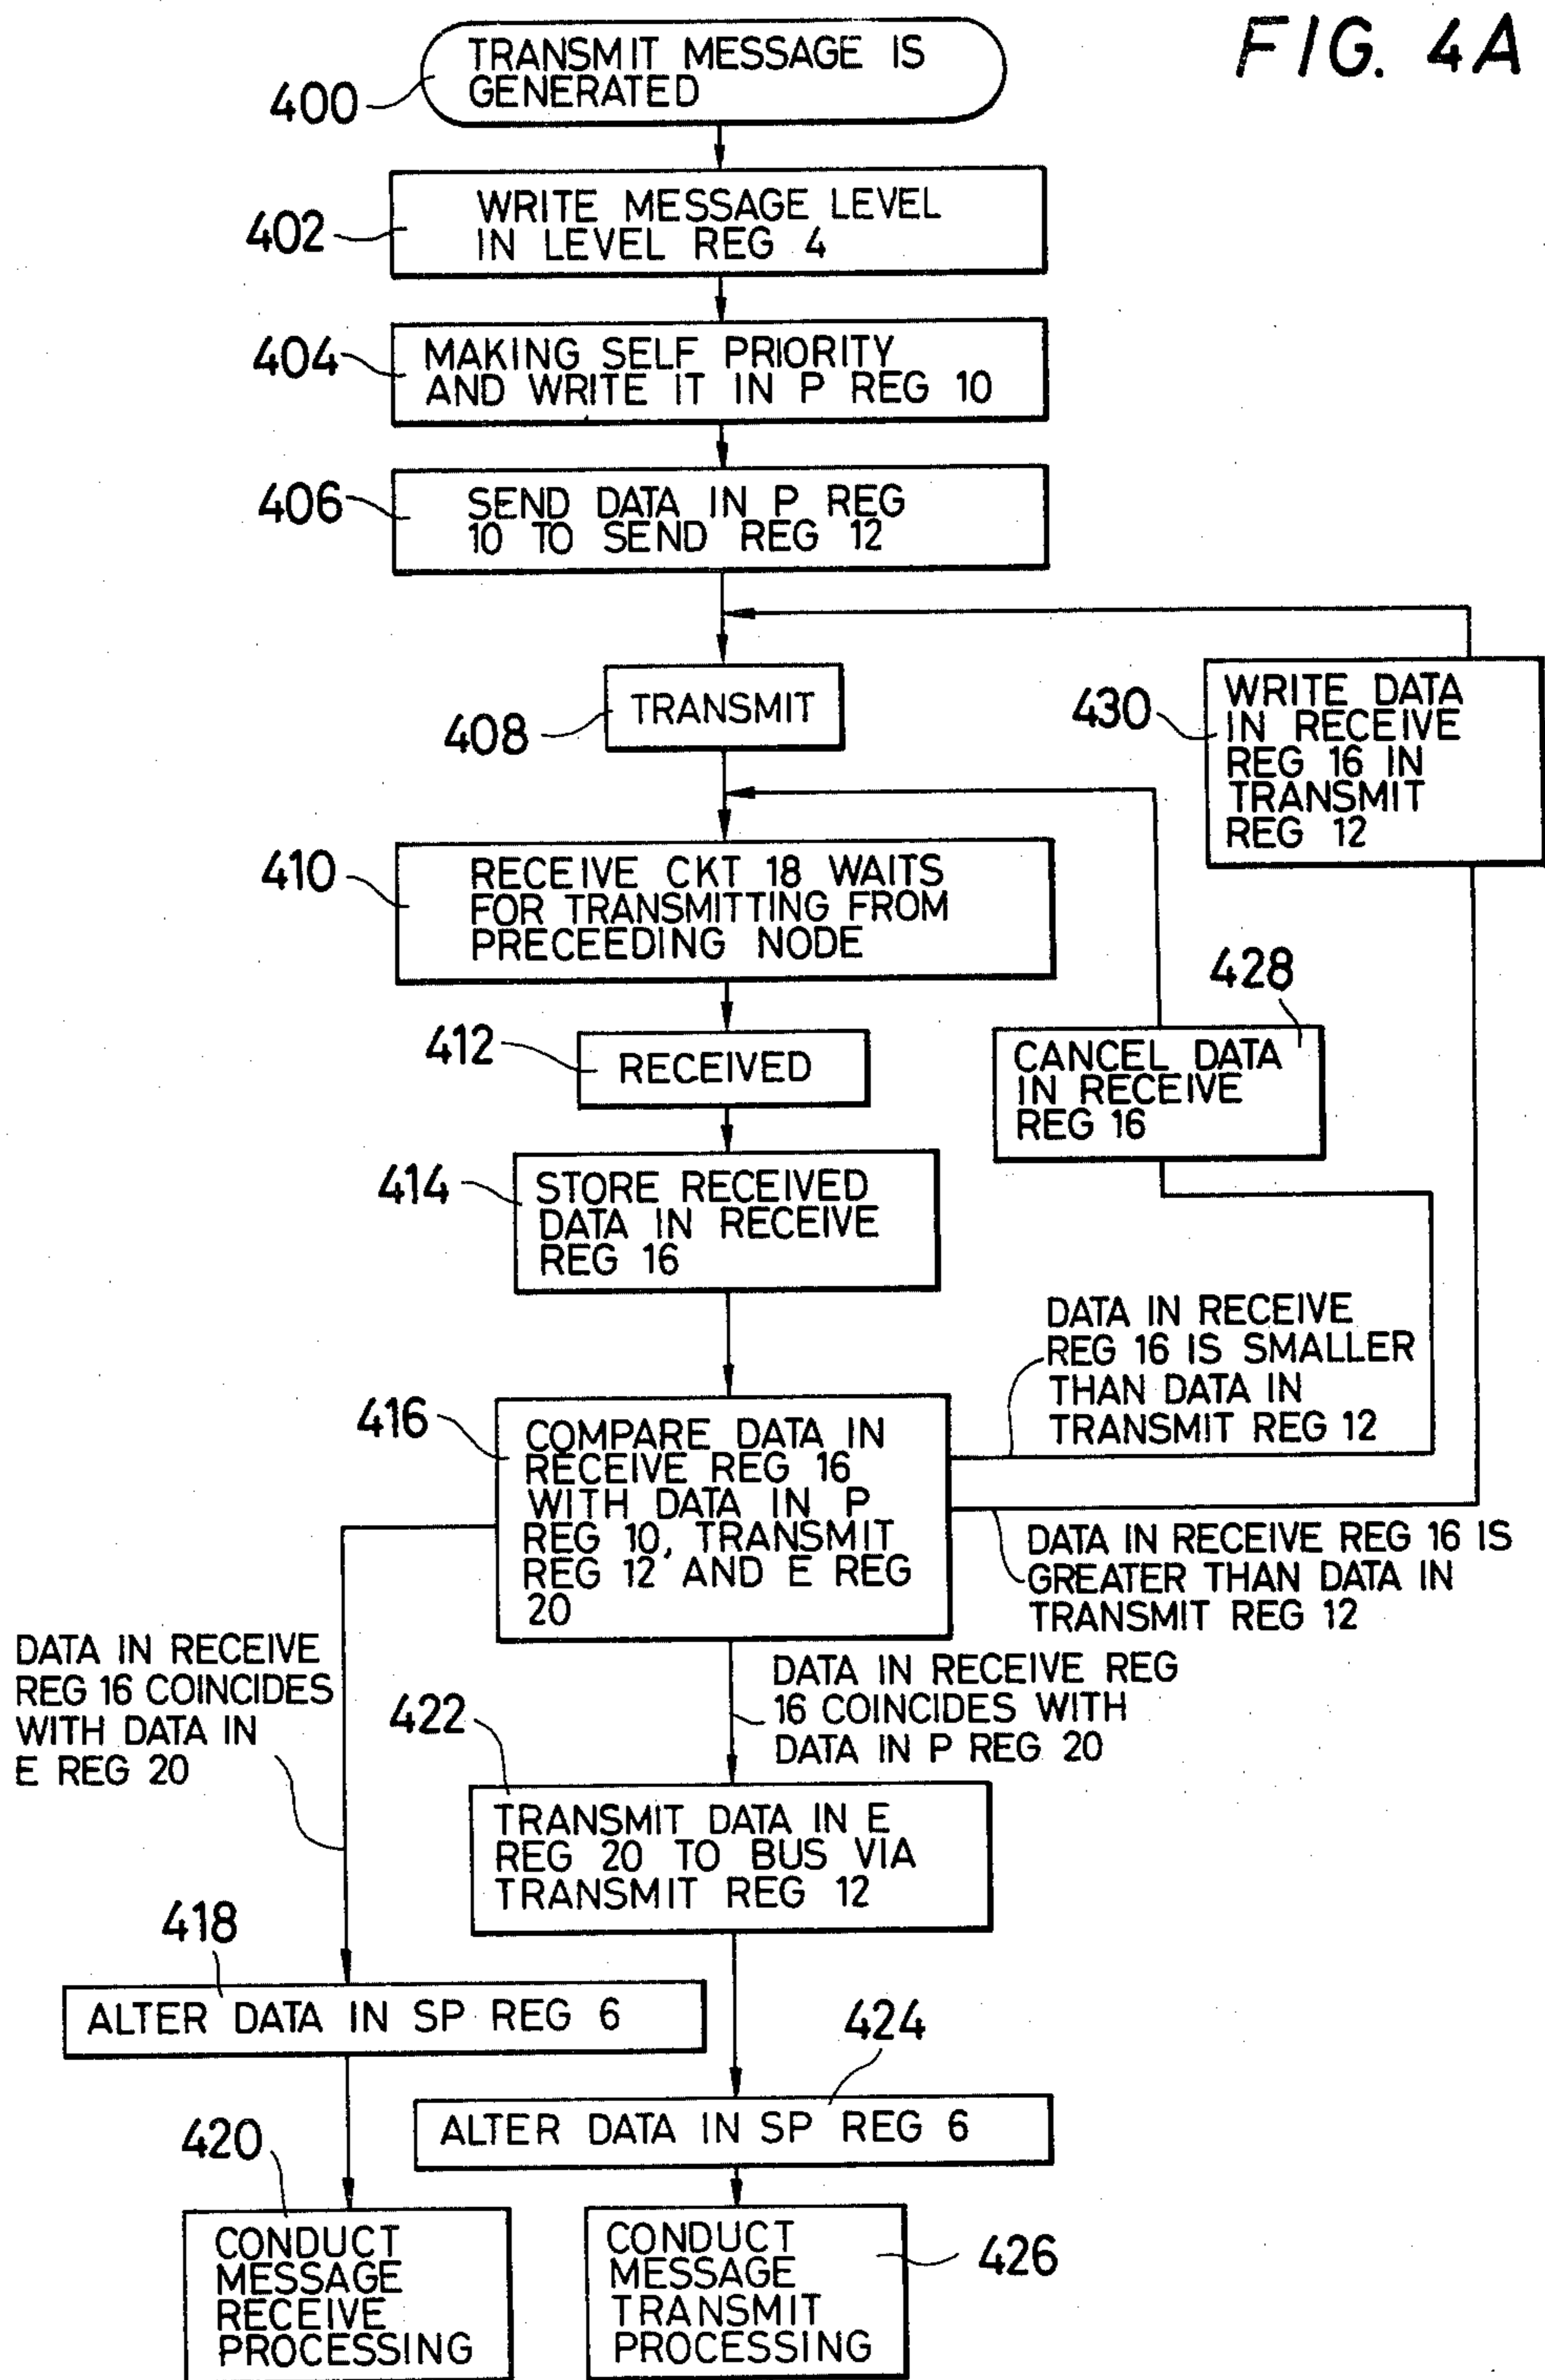 FIG. 4A
TRANSMIT MESSAGE IS
GENERATED
400
WRITE MESSAGE LEVEL
IN LEVEL REG 4
402
MAKING SELF PRIORITY
AND WRITE IT IN P REG 10
404
SEND DATA IN P REG
10 TO SEND REG 12
406
TRANSMIT
408
WRITE DATA
IN RECEIVE
REG 16 IN
TRANSMIT
REG 12
430
RECEIVE CKT 18 WAITS
FOR TRANSMITTING FROM
PRECEEDING NODE
410
428
RECEIVED
412
CANCEL DATA
IN RECEIVE
REG 16
STORE RECEIVED
DATA IN RECEIVE
REG 16
414
DATA IN RECEIVE
REG 16 IS SMALLER
THAN DATA IN
TRANSMIT REG 12
416
COMPARE DATA IN
RECEIVE REG 16
WITH DATA IN P
REG 10, TRANSMIT
REG 12 AND E REG
20
DATA IN RECEIVE REG 16 IS
GREATER THAN DATA IN
TRANSMIT REG 12
DATA IN RECEIVE
REG 16 COINCIDES
WITH DATA IN
E REG 20
DATA IN RECEIVE REG
16 COINCIDES WITH
DATA IN P REG 20
422
TRANSMIT DATA IN E
REG 20 TO BUS VIA
TRANSMIT REG 12
418
ALTER DATA IN SP REG 6
424
ALTER DATA IN SP REG 6
420
CONDUCT
MESSAGE
RECEIVE
PROCESSING
CONDUCT
MESSAGE
TRANSMIT
PROCESSING
426